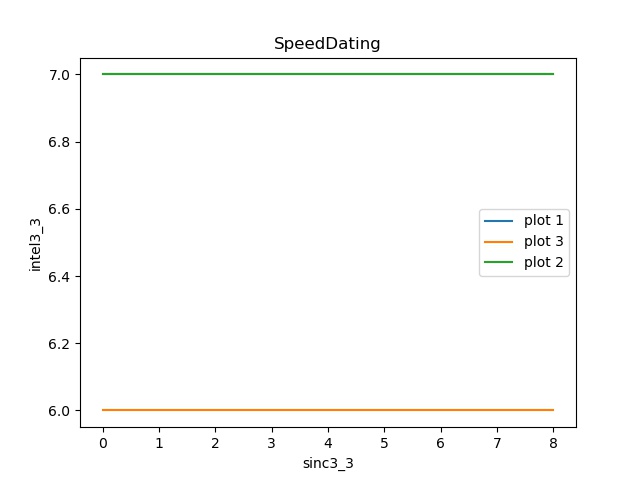 SpeedDating
7.0
6.8
6.6
6.4
6.2
6.0
intel3_3
plot 1
plot 3
plot 2
0 1 2 3 4 5 6 7 8
sinc3_3